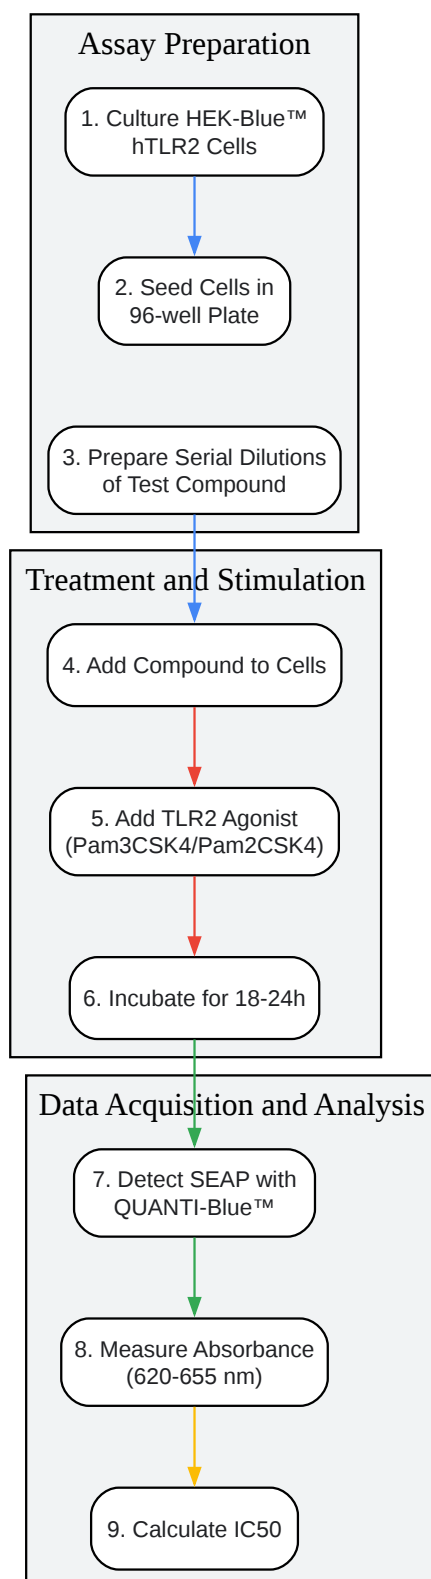 Assay Preparation
1. Culture HEK-Blue™
hTLR2 Cells
2. Seed Cells in
96-well Plate
3. Prepare Serial Dilutions
of Test Compound
Treatment and Stimulation
4. Add Compound to Cells
5. Add TLR2 Agonist
(Pam3CSK4/Pam2CSK4)
6. Incubate for 18-24h
Data Acquisition and Analysis
7. Detect SEAP with
QUANTI-Blue™
8. Measure Absorbance
(620-655 nm)
9. Calculate IC50